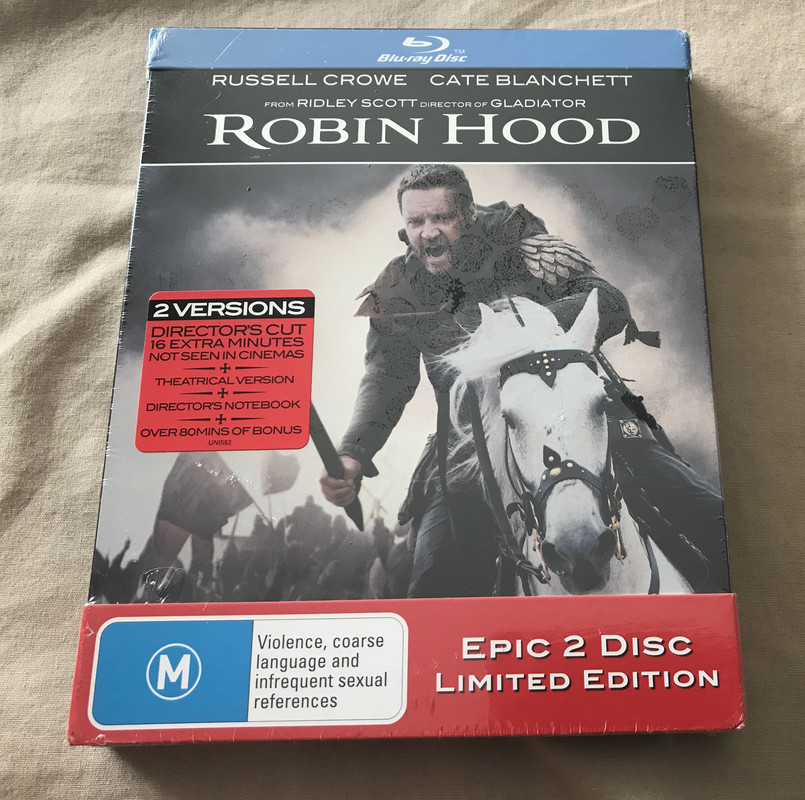 Blu-ray Disc™
RUSSELL CROWE CATE BLANCHETT
FROM RIDLEY SCOTT DIRECTOR OF GLADIATOR
ROBIN HOOD
2 VERSIONS
DIRECTOR'S CUT
16 EXTRA MINUTES
NOT SEEN IN CINEMAS
THEATRICAL VERSION
DIRECTOR'S NOTEBOOK
OVER 80MINS OF BONUS
UNI592
M
Violence, coarse
language and
infrequent sexual
references
EPIC 2 DISC
LIMITED EDITION